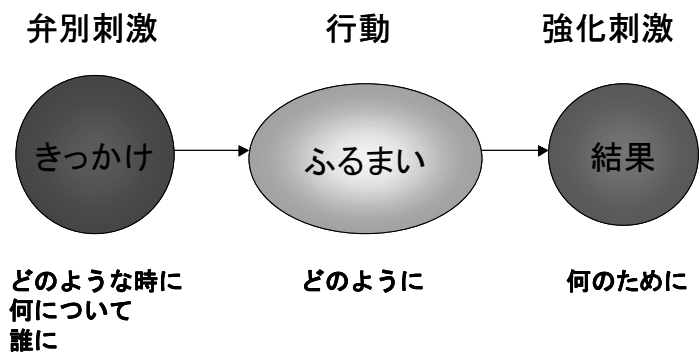 弁別刺激
行動
強化刺激
きっかけ
ふるまい
結果
どのような時に
何について
誰に
どのように
何のために